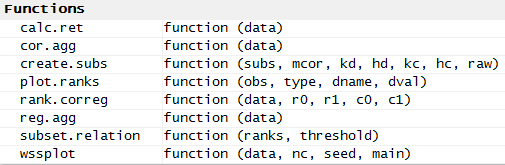 Functions
calc.ret function (data)
cor.agg function (data)
create.subs function (subs, mcor, kd, hd, kc, hc, raw)
plot.ranks function (obs, type, dname, dval)
rank.correg function (data, r0, r1, c0, c1)
reg.agg function (data)
subset.relation function (ranks, threshold)
wssplot function (data, nc, seed, main)